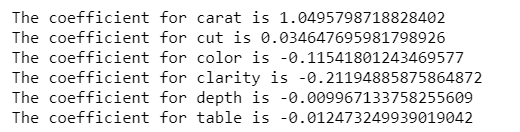 The coefficient for carat is 1.0495798718828402
The coefficient for cut is 0.034647695981798926
The coefficient for color is -0.11541801243469577
The coefficient for clarity is -0.21194885875864872
The coefficient for depth is -0.009967133758255609
The coefficient for table is -0.012473249939019042